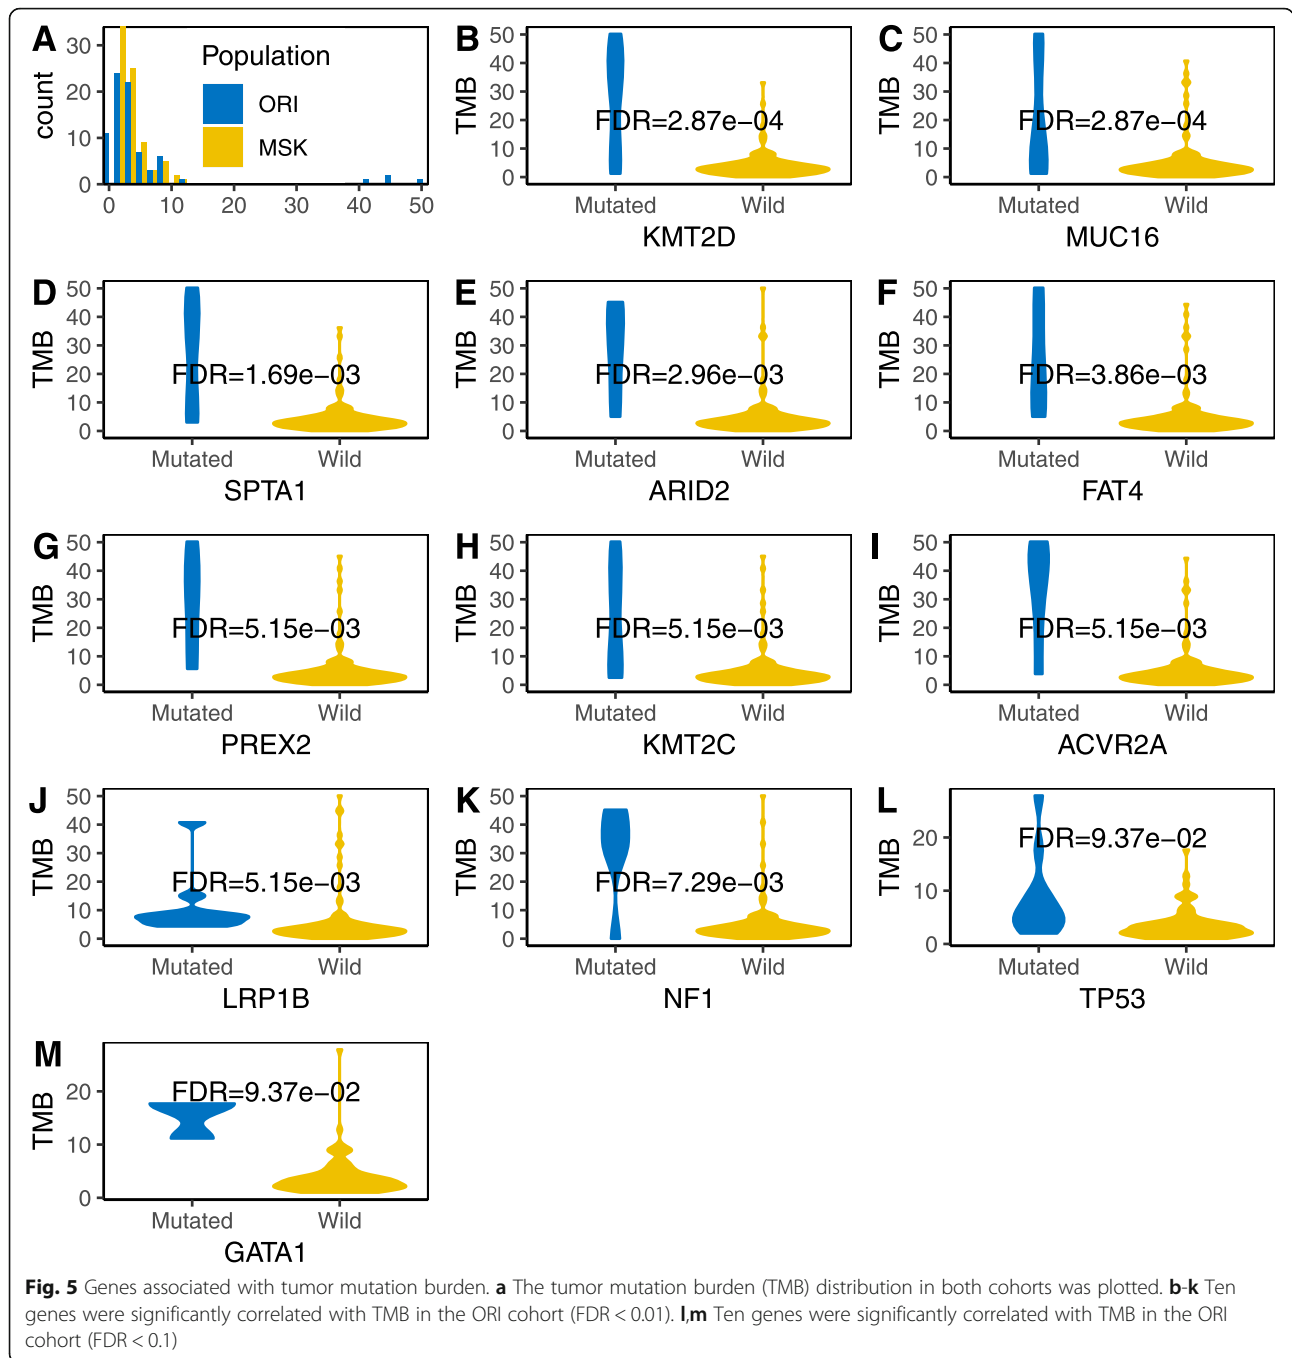 A
30
20
10
0
count
0 10 20 30 40 50
Population
ORI
MSK
B
50
40
30
20
10
0
TMB
FDR=2.87e−04
Mutated Wild
KMT2D
C
50
40
30
20
10
0
TMB
FDR=2.87e−04
Mutated Wild
MUC16
D
50
40
30
20
10
0
TMB
FDR=1.69e−03
Mutated Wild
SPTA1
E
50
40
30
20
10
0
TMB
FDR=2.96e−03
Mutated Wild
ARID2
F
50
40
30
20
10
0
TMB
FDR=3.86e−03
Mutated Wild
FAT4
G
50
40
30
20
10
0
TMB
FDR=5.15e−03
Mutated Wild
PREX2
H
50
40
30
20
10
0
TMB
FDR=5.15e−03
Mutated Wild
KMT2C
I
50
40
30
20
10
0
TMB
FDR=5.15e−03
Mutated Wild
ACVR2A
J
50
40
30
20
10
0
TMB
FDR=5.15e−03
Mutated Wild
LRP1B
K
50
40
30
20
10
0
TMB
FDR=7.29e−03
Mutated Wild
NF1
L
20
10
0
TMB
FDR=9.37e−02
Mutated Wild
TP53
M
20
10
0
TMB
FDR=9.37e−02
Mutated Wild
GATA1
Fig. 5 Genes associated with tumor mutation burden. a The tumor mutation burden (TMB) distribution in both cohorts was plotted. b-k Ten
genes were significantly correlated with TMB in the ORI cohort (FDR < 0.01). l,m Ten genes were significantly correlated with TMB in the ORI
cohort (FDR < 0.1)